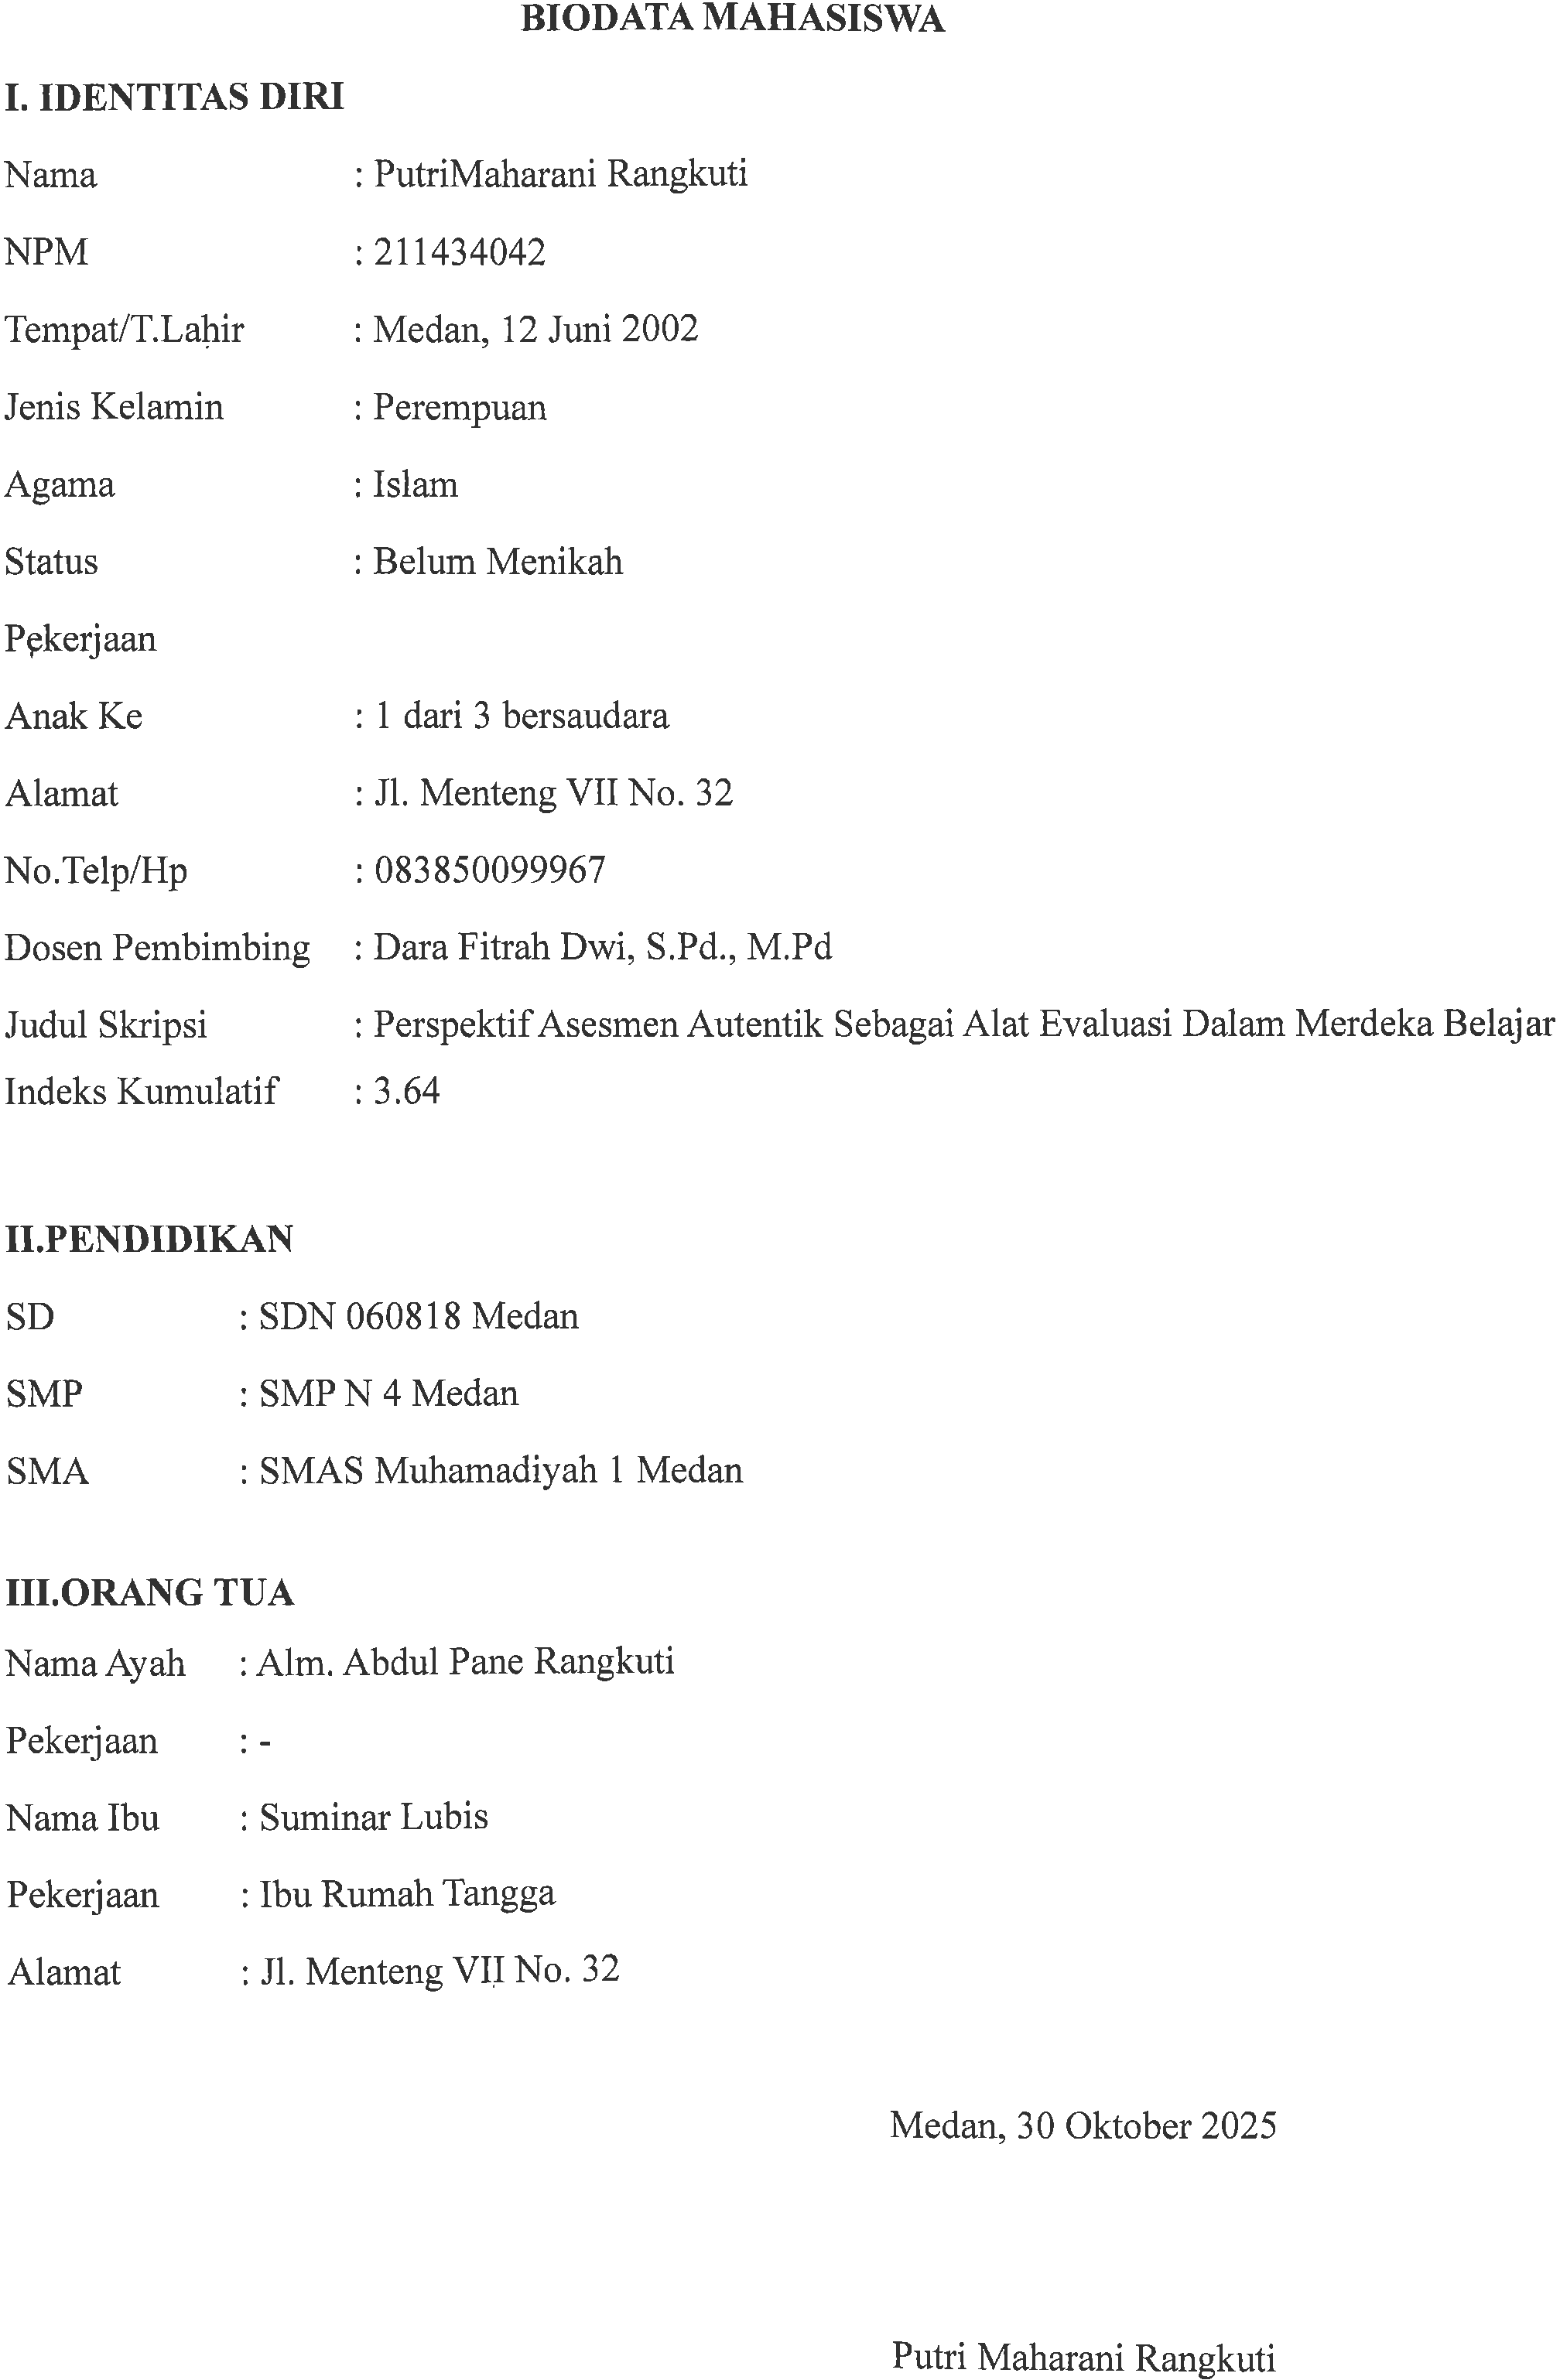 BIODATA MAHASISWA
I. IDENTITAS DIRI
Nama : PutriMaharani Rangkuti
NPM : 211434042
Tempat/T.Lahir : Medan, 12 Juni 2002
Jenis Kelamin : Perempuan
Agama : Islam
Status : Belum Menikah
Pekerjaan
Anak Ke : 1 dari 3 bersaudara
Alamat : Jl. Menteng VII No. 32
No.Telp/Hp : 083850099967
Dosen Pembimbing : Dara Fitrah Dwi, S.Pd., M.Pd
Judul Skripsi : Perspektif Asesmen Autentik Sebagai Alat Evaluasi Dalam Merdeka Belajar
Indeks Kumulatif : 3.64
II.PENDIDIKAN
SD : SDN 060818 Medan
SMP : SMP N 4 Medan
SMA : SMAS Muhamadiyah 1 Medan
III.ORANG TUA
Nama Ayah : Alm. Abdul Pane Rangkuti
Pekerjaan : -
Nama Ibu : Suminar Lubis
Pekerjaan : Ibu Rumah Tangga
Alamat : Jl. Menteng VII No. 32
Medan, 30 Oktober 2025
Putri Maharani Rangkuti